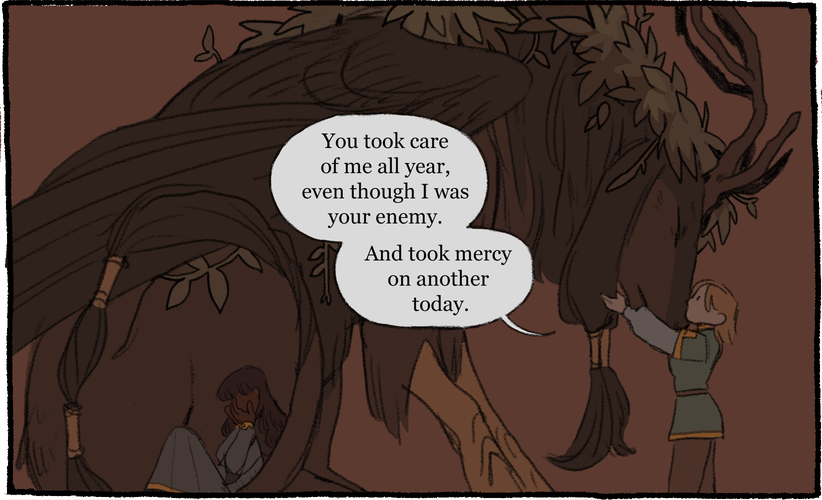 You took care
of me all year,
even though I was
your enemy.
And took mercy
on another
today.